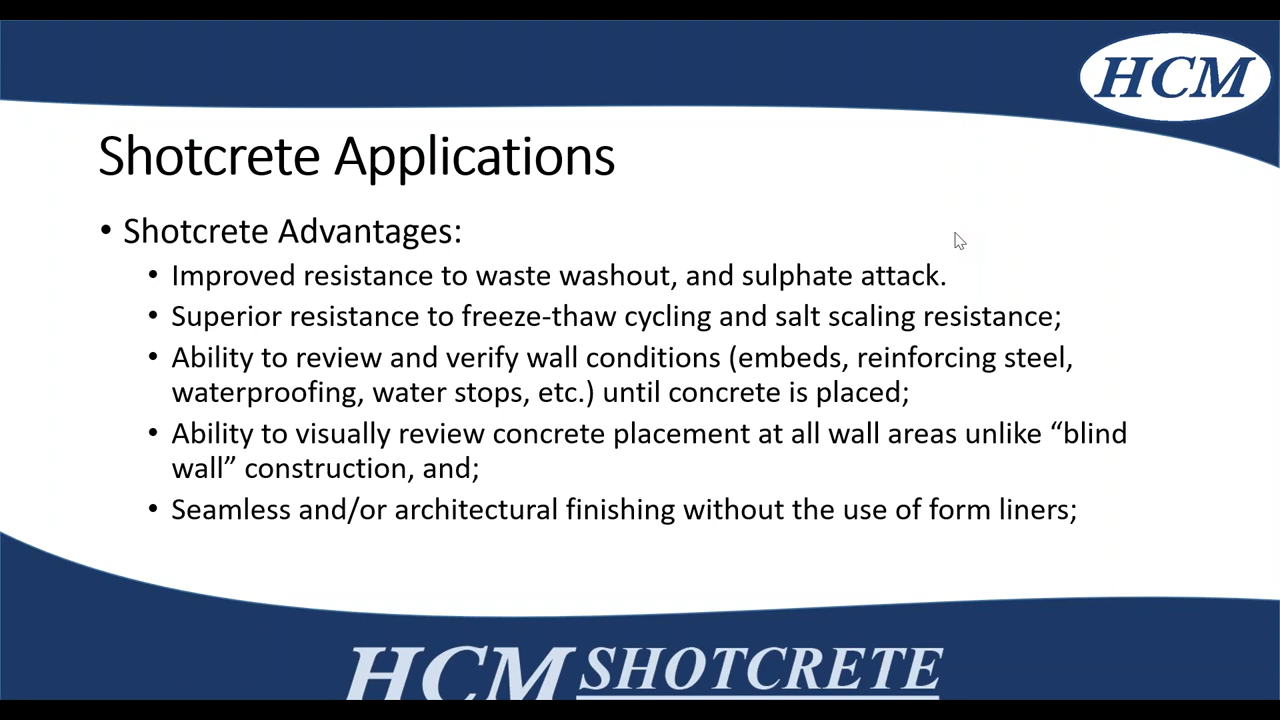 HCM
Shotcrete Applications
• Shotcrete Advantages:
• Improved resistance to waste washout, and sulphate attack.
• Superior resistance to freeze-thaw cycling and salt scaling resistance;
• Ability to review and verify wall conditions (embeds, reinforcing steel,
waterproofing, water stops, etc.) until concrete is placed;
• Ability to visually review concrete placement at all wall areas unlike “blind
wall” construction, and;
• Seamless and/or architectural finishing without the use of form liners;
HCM SHOTCRETE